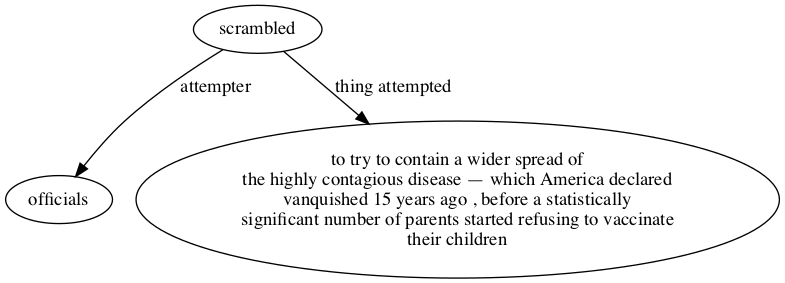 scrambled
attempter
thing attempted
officials
to try to contain a wider spread of
the highly contagious disease — which America declared
vanquished 15 years ago , before a statistically
significant number of parents started refusing to vaccinate
their children